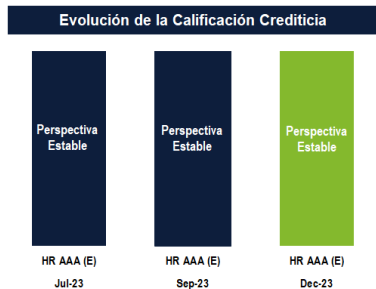 Evolución de la Calificación Crediticia
Perspectiva
Estable
Perspectiva
Estable
Perspectiva
Estable
HR AAA (E)
HR AAA (E)
HR AAA (E)
Jul-23
Sep-23
Dec-23